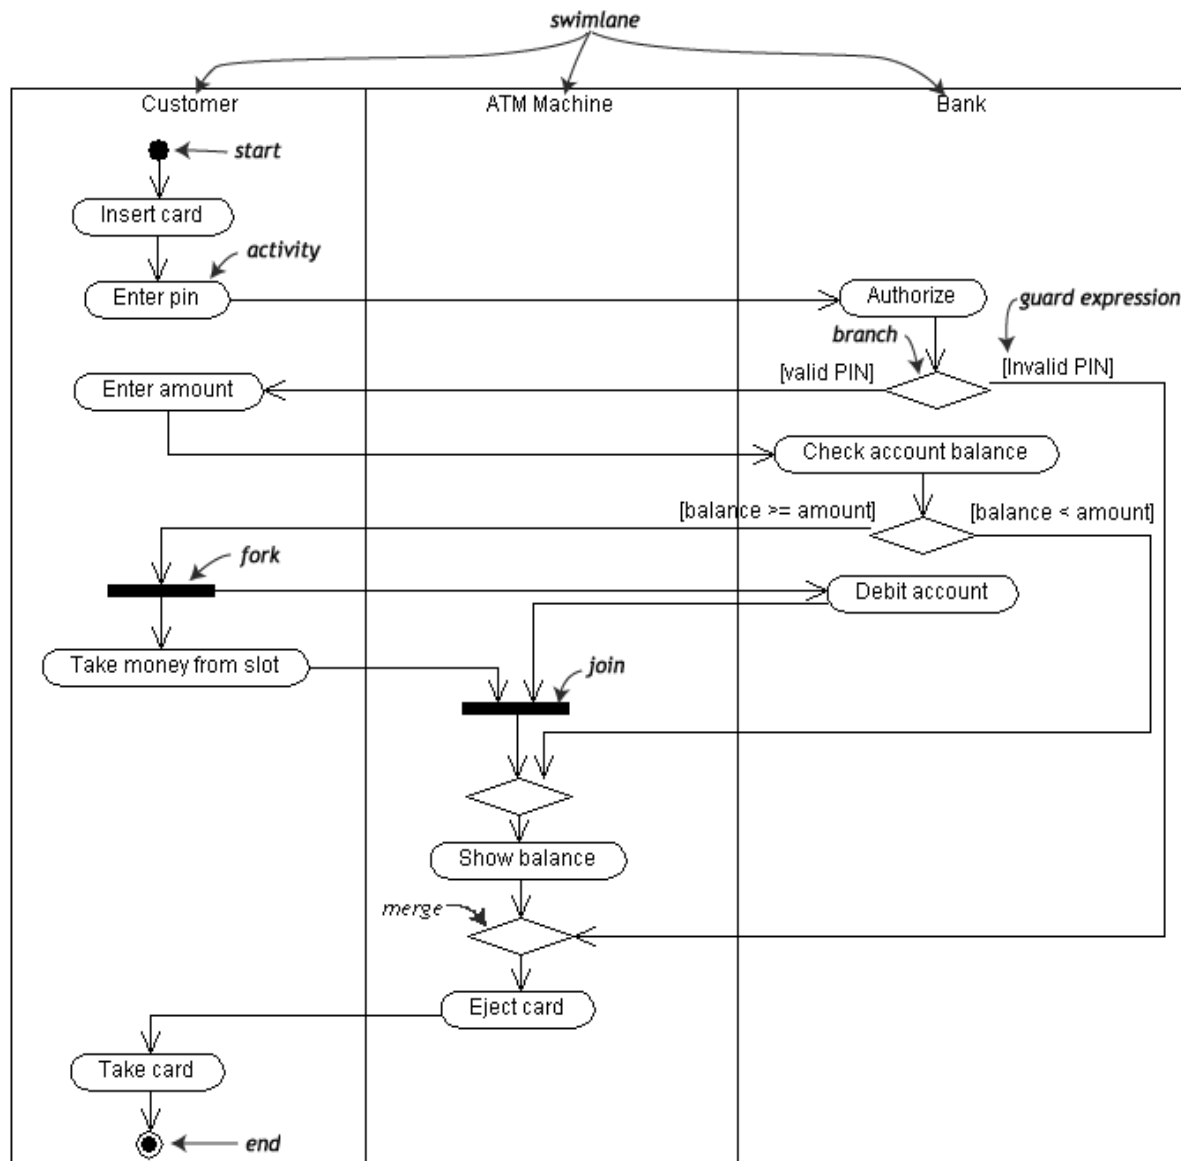 swimlane
Customer
ATM Machine
Bank
start
Insert card
activity
Enter pin
Authorize
guard expression
branch
[valid PIN]
[Invalid PIN]
Enter amount
Check account balance
[balance >= amount]
[balance < amount]
fork
Debit account
Take money from slot
join
Show balance
merge
Eject card
Take card
end